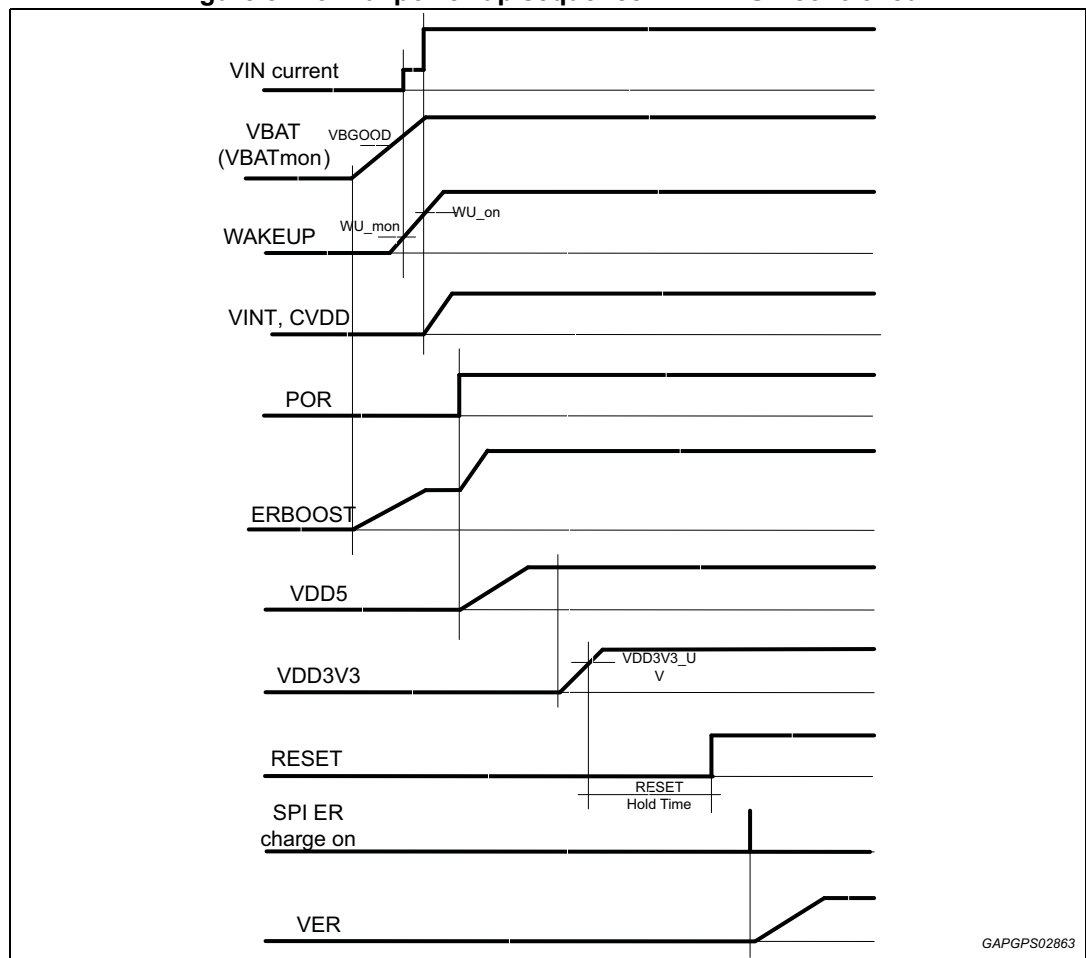 VIN current
VBAT
(VBATmon)
VBGOOD
WU_mon
WU_on
WAKEUP
VINT, CVDD
POR
ERBOOST
VDD5
VDD3V3_U
V
VDD3V3
RESET
RESET
Hold Time
SPI ER
charge on
VER
GAPGPS02863